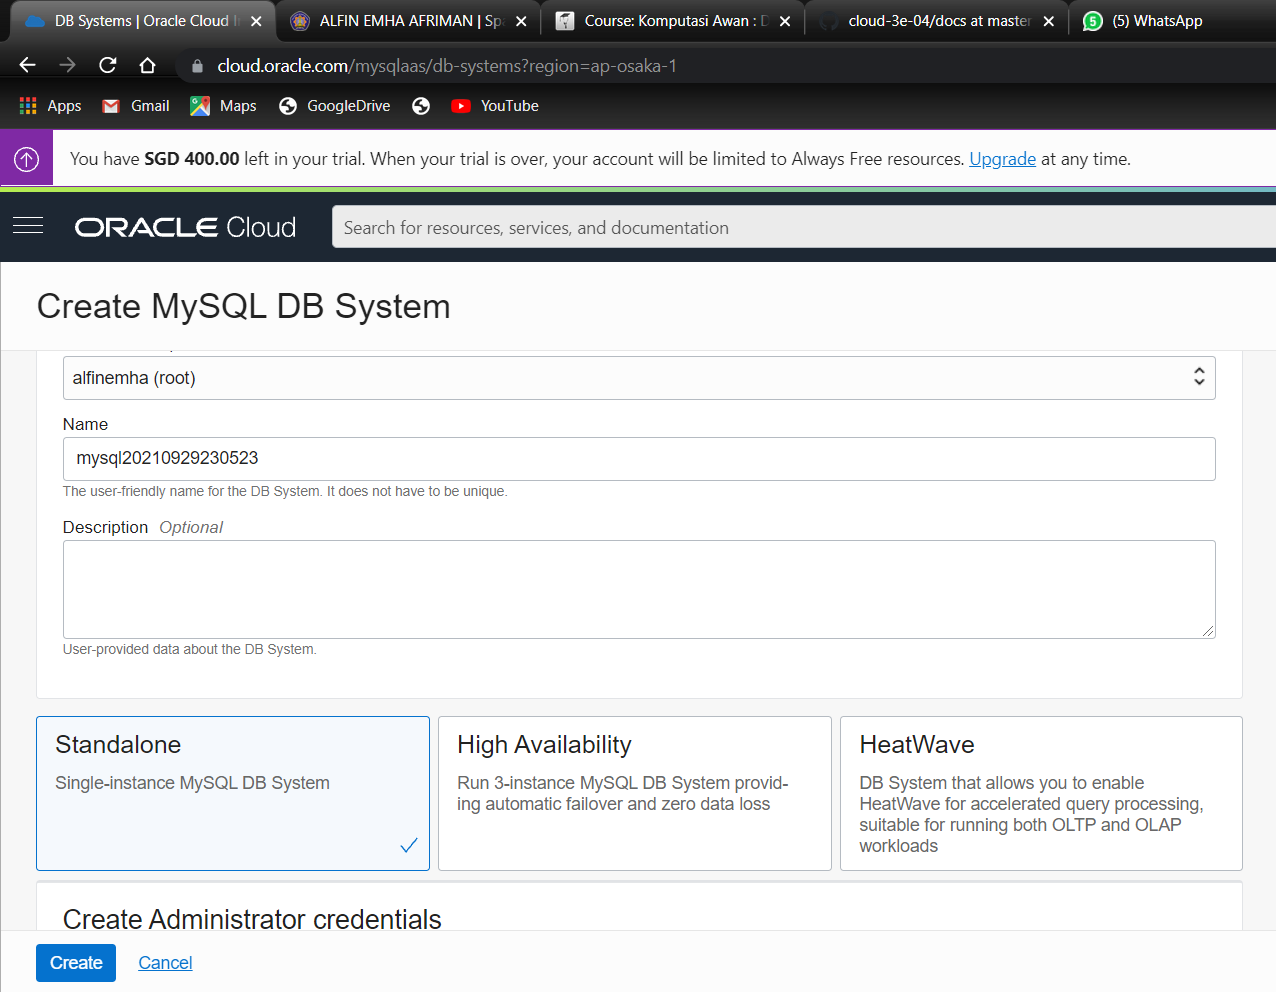 DB Systems | Oracle Cloud
ALFIN EMHA AFRIMAN |
Course: Komputasi Awan :
cloud-3e-04/docs at master
5
(5) WhatsApp
cloud.oracle.com/mysqlaas/db-systems?region=ap-osaka-1
Apps
Gmail
Maps
GoogleDrive
YouTube
You have SGD 400.00 left in your trial. When your trial is over, your account will be limited to Always Free resources. Upgrade at any time.
ORACLE Cloud
Search for resources, services, and documentation
Create MySQL DB System
alfinemha (root)
Name
mysql20210929230523
The user-friendly name for the DB System. It does not have to be unique.
Description Optional
User-provided data about the DB System.
Standalone
Single-instance MySQL DB System
High Availability
Run 3-instance MySQL DB System provid-
ing automatic failover and zero data loss
HeatWave
DB System that allows you to enable
HeatWave for accelerated query processing,
suitable for running both OLTP and OLAP
workloads
Create Administrator credentials
Create
Cancel